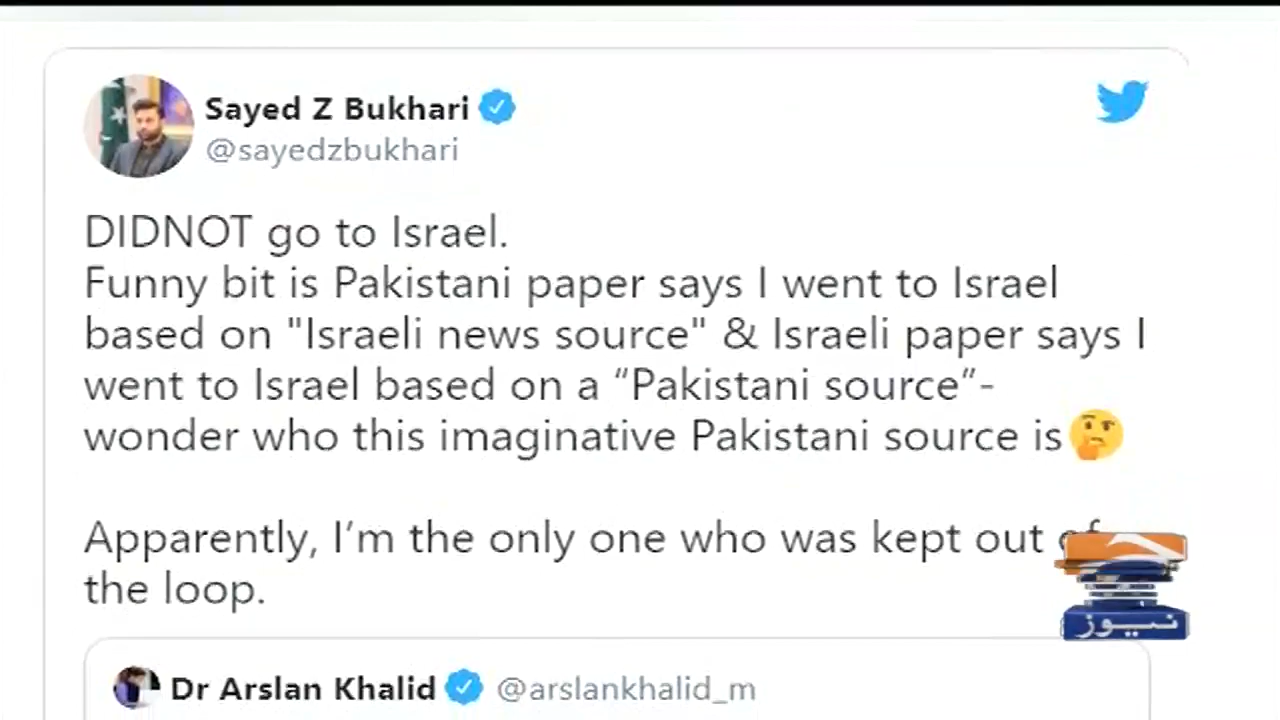 Sayed Z Bukhari
@sayedzbukhari
DIDNOT go to Israel.
Funny bit is Pakistani paper says I went to Israel
based on "Israeli news source" & Israeli paper says I
went to Israel based on a “Pakistani source”-
wonder who this imaginative Pakistani source is🤔
Apparently, I’m the only one who was kept out of
the loop.
نیوز
Dr Arslan Khalid @arslankhalid_m